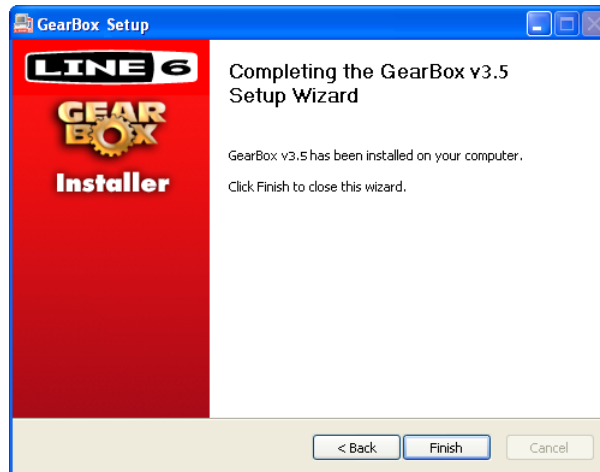 GearBox Setup
LINE 6
GEAR
BOX
Installer
Completing the GearBox v3.5
Setup Wizard
GearBox v3.5 has been installed on your computer.
Click Finish to close this wizard.
< Back
Finish
Cancel